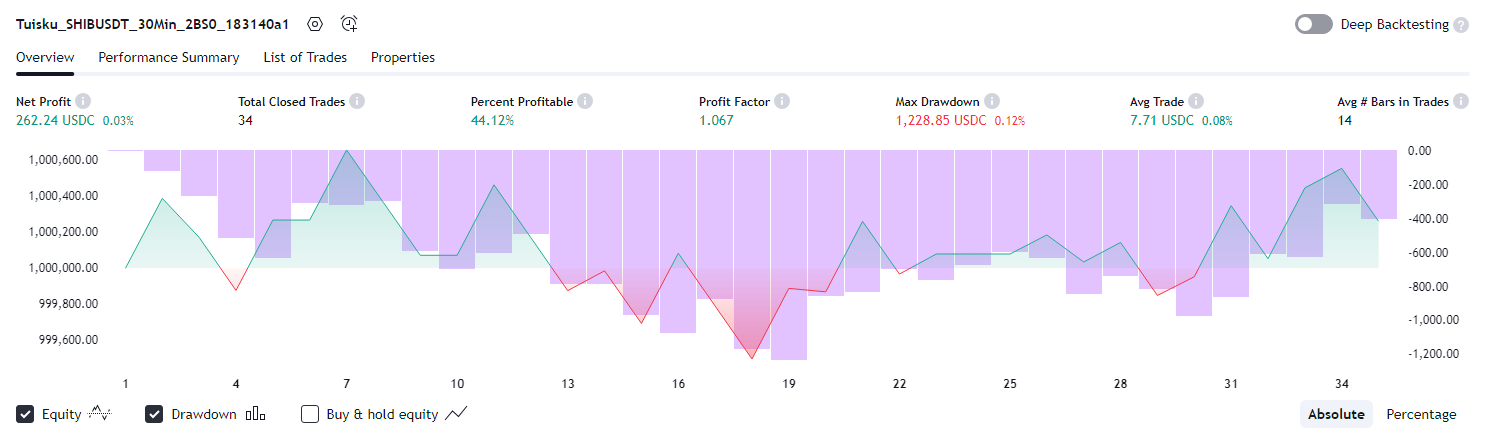 Tuisku_SHIBUSDT_30Min_2BS0_183140a1 Deep Backtesting ?
Overview Performance Summary List of Trades Properties
Net Profit i Total Closed Trades i Percent Profitable i Profit Factor i Max Drawdown i Avg Trade i Avg # Bars in Trades i
262.24 USDC 0.03% 34 44.12% 1.067 1,228.85 USDC 0.12% 7.71 USDC 0.08% 14
1,000,600.00 0.00
1,000,400.00 -200.00
1,000,200.00 -400.00
1,000,000.00 -600.00
999,800.00 -800.00
999,600.00 -1,000.00
-1,200.00
1 4 7 10 13 16 19 22 25 28 31 34
Equity Drawdown Buy & hold equity Absolute Percentage